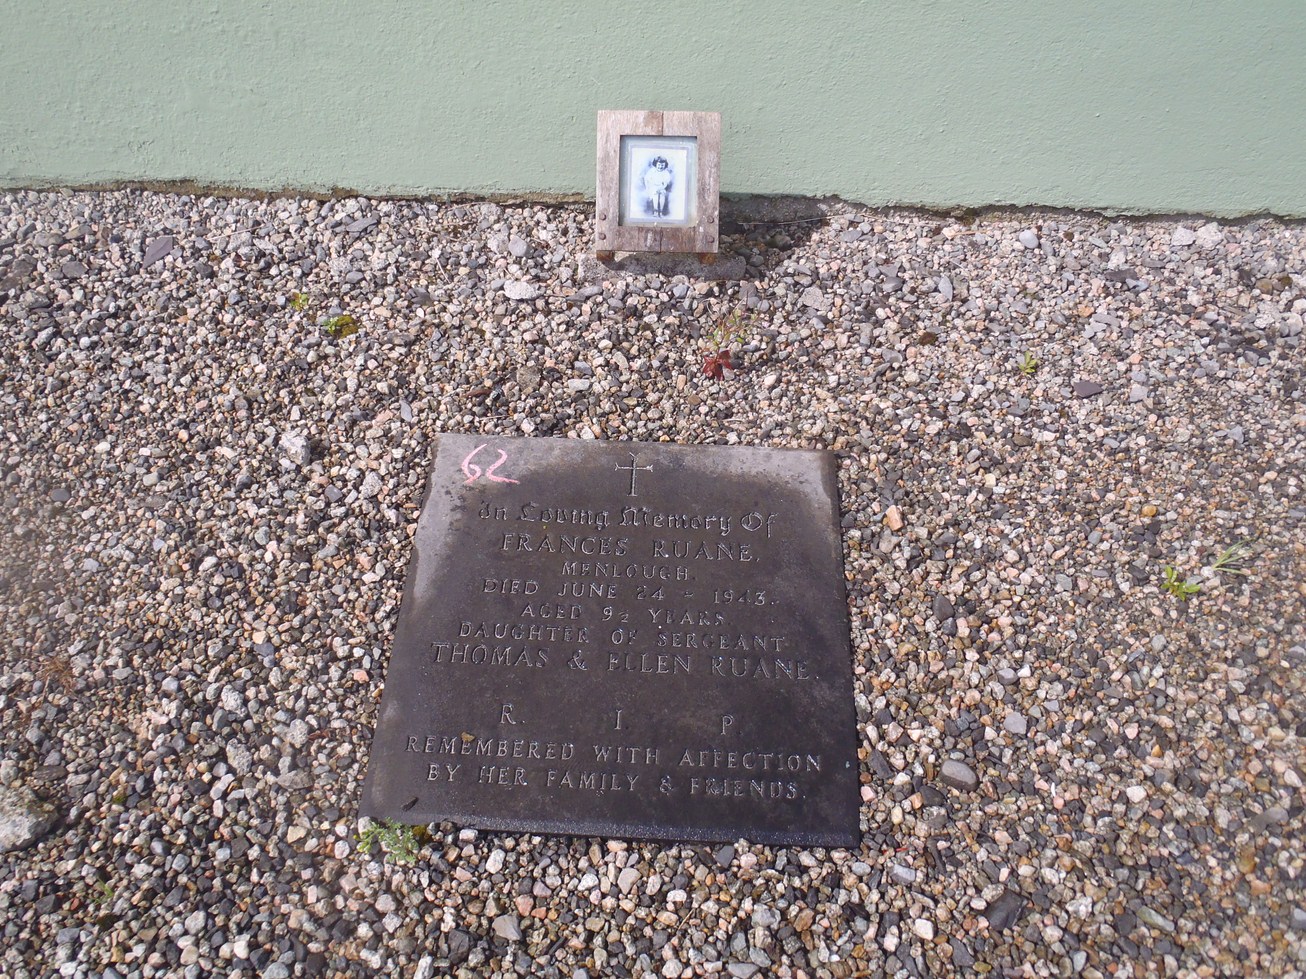 62
In Loving Memory Of
FRANCES RUANE.
MENLOUGH.
DIED JUNE 24 - 1943.
AGED 9½ YEARS
DAUGHTER OF SERGEANT
THOMAS & ELLEN RUANE.
R. I P
REMEMBERED WITH AFFECTION
BY HER FAMILY & FRIENDS.